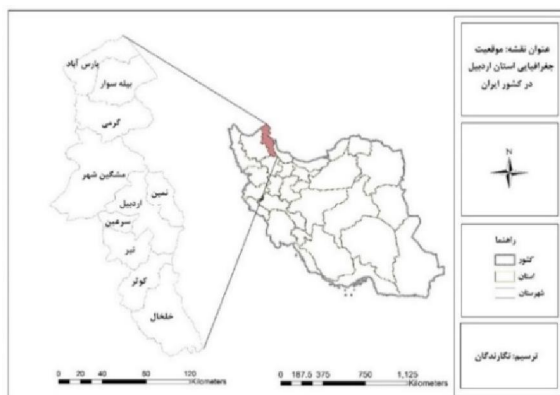 عنوان نقشه: موقعیت
جغرافیایی استان اردبیل
در کشور ایران
N
راهنما
کشور
استان
شهرستان
ترسیم: نگارندگان
پارس آباد
بیله سوار
گرمی
مشگین شهر
نمین
اردبیل
سرعین
نیر
کوثر
خلخال
0 20 40 80 120
Kilometers
0 187.5 375 750 1,125
Kilometers